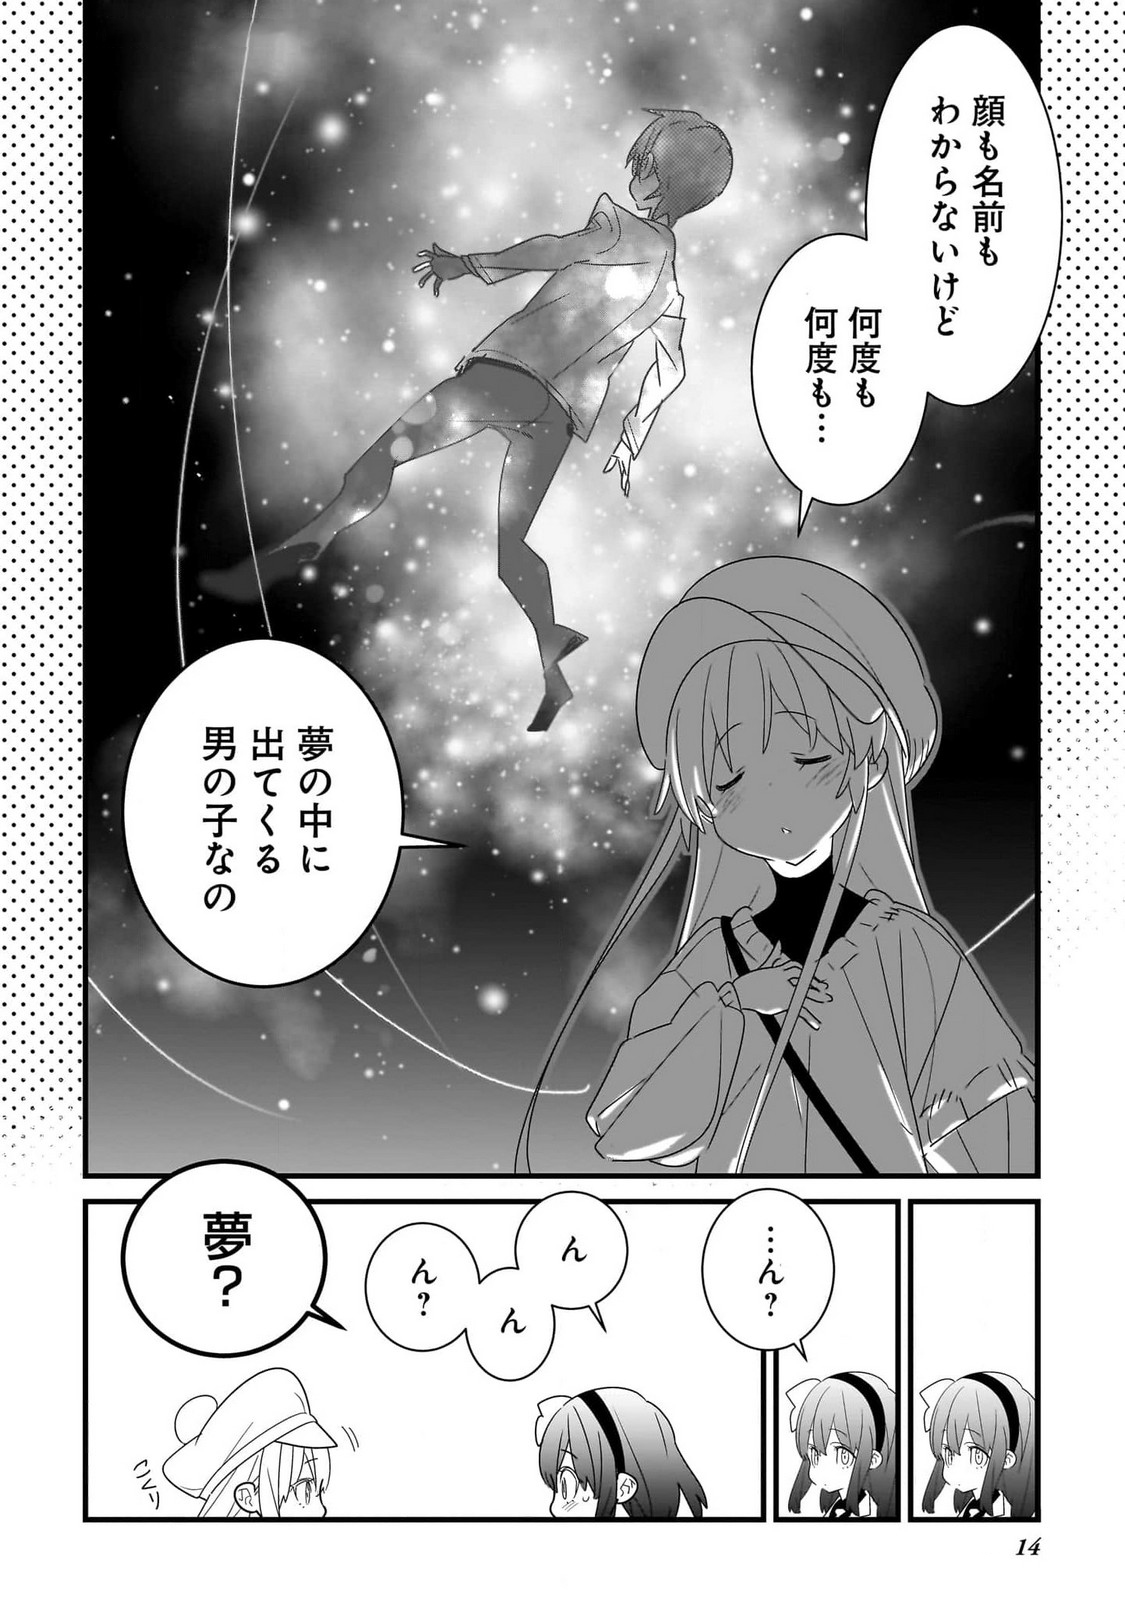 顔も名前も
わからないけど
何度も
何度も…
夢の中に
出てくる
男の子なの
…ん?
ん
ん
ん?
夢?
こくり
14